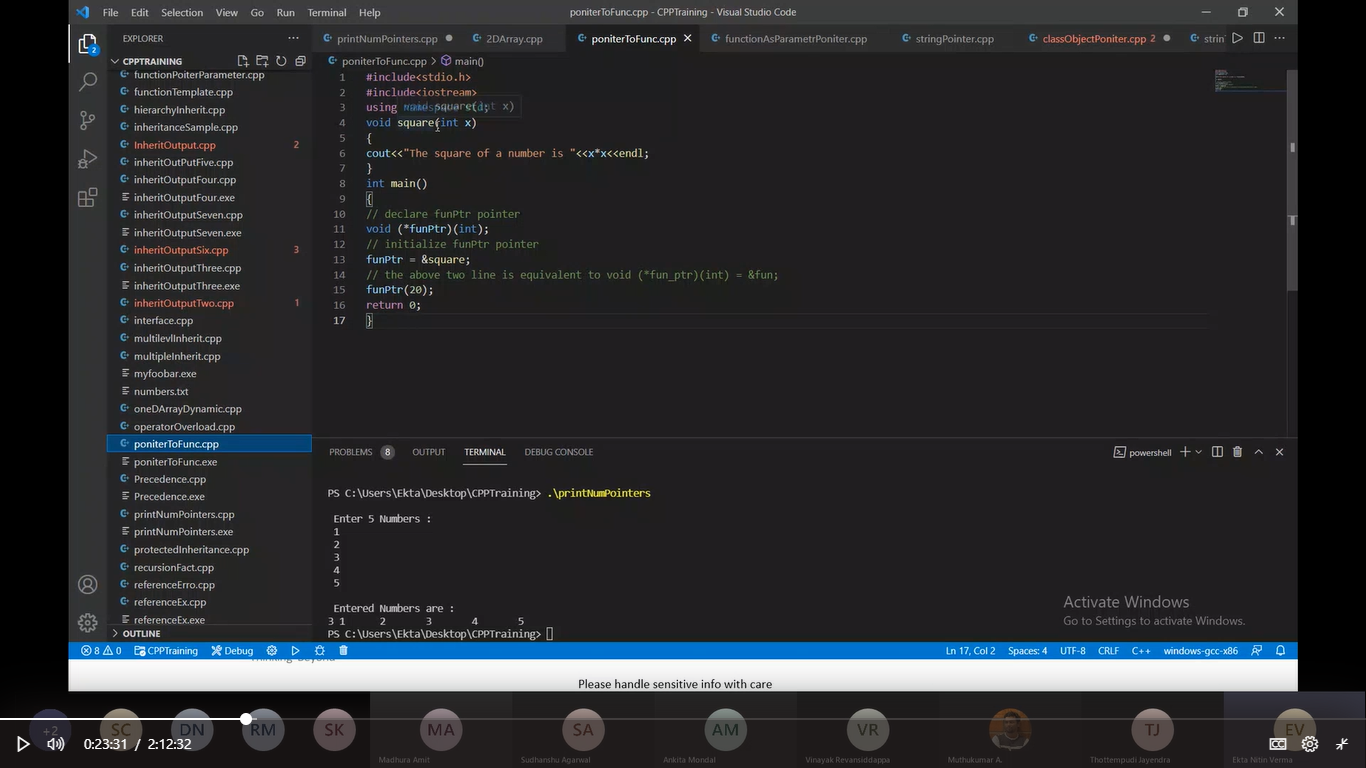 File Edit Selection View Go Run Terminal Help
poniterToFunc.cpp - CPPTraining - Visual Studio Code
EXPLORER
printNumPointers.cpp
2DArray.cpp
poniterToFunc.cpp
functionAsParametrPoniter.cpp
stringPointer.cpp
classObjectPoniter.cpp 2
strin
2
CPPTRAINING
poniterToFunc.cpp > main()
functionPoiterParameter.cpp
functionTemplate.cpp
hierarchyInherit.cpp
inheritanceSample.cpp
InheritOutput.cpp 2
inheritOutPutFive.cpp
inheritOutputFour.cpp
inheritOutputFour.exe
inheritOutputSeven.cpp
inheritOutputSeven.exe
inheritOutputSix.cpp 3
inheritOutputThree.cpp
inheritOutputThree.exe
inheritOutputTwo.cpp 1
interface.cpp
multilevlInherit.cpp
multipleInherit.cpp
myfoobar.exe
numbers.txt
oneDArrayDynamic.cpp
operatorOverload.cpp
poniterToFunc.cpp
poniterToFunc.exe
Precedence.cpp
Precedence.exe
printNumPointers.cpp
printNumPointers.exe
protectedInheritance.cpp
recursionFact.cpp
referenceErro.cpp
referenceEx.cpp
referenceEx.exe
OUTLINE
1 #include<stdio.h>
2 #include<iostream>
3 using
void square(int x)
4 void square(int x)
5 {
6 cout<<"The square of a number is "<<x*x<<endl;
7 }
8 int main()
9 {
10 // declare funPtr pointer
11 void (*funPtr)(int);
12 // initialize funPtr pointer
13 funPtr = &square;
14 // the above two line is equivalent to void (*fun_ptr)(int) = &fun;
15 funPtr(20);
16 return 0;
17 }
PROBLEMS 8 OUTPUT TERMINAL DEBUG CONSOLE
powershell
PS C:\Users\Ekta\Desktop\CPPTraining> .\printNumPointers
Enter 5 Numbers :
1
2
3
4
5
Entered Numbers are :
3 1 2 3 4 5
PS C:\Users\Ekta\Desktop\CPPTraining>
Activate Windows
Go to Settings to activate Windows.
8 0 CPPTraining Debug
Ln 17, Col 2 Spaces: 4 UTF-8 CRLF C++ windows-gcc-x86
Please handle sensitive info with care
+2 SC DN RM SK MA SA AM VR TJ EV
0:23:31 / 2:12:32
CC
Madhura Amit
Sudhanshu Agarwal
Ankita Mondal
Vinayak Revansiddappa
Muthukumar A.
Thottempudi Jayendra
Ekta Nitin Verma